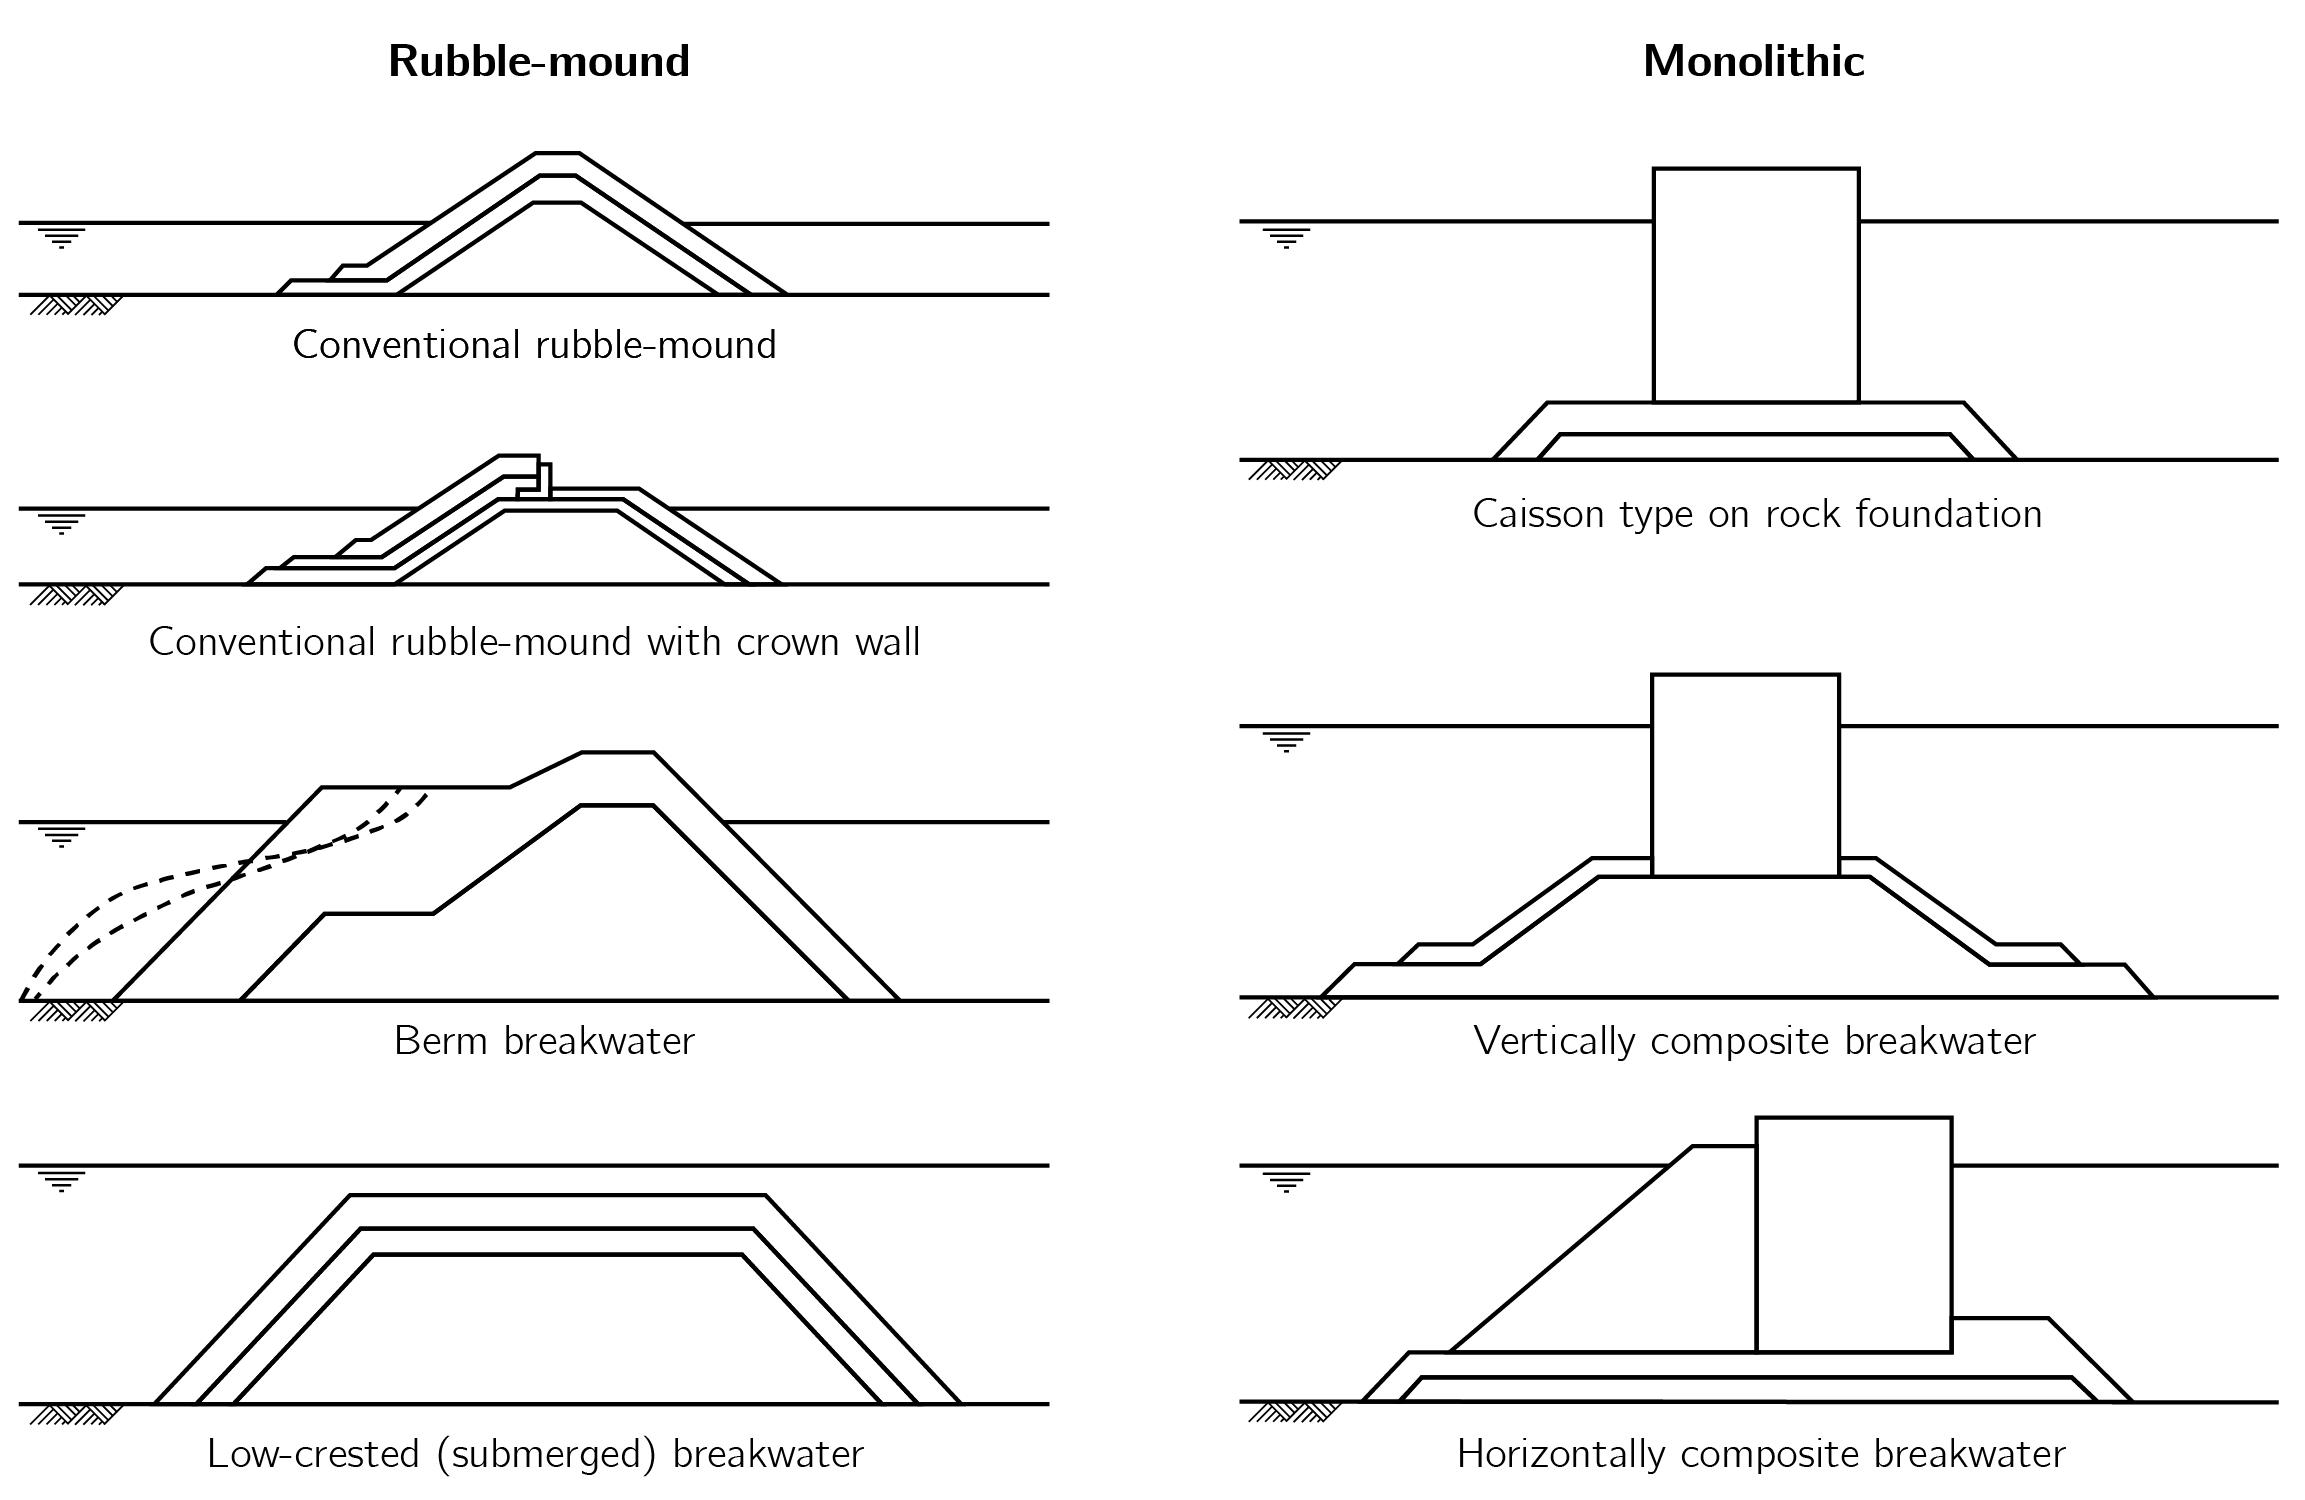 Rubble-mound
Conventional rubble-mound
Conventional rubble-mound with crown wall
Berm breakwater
Low-crested (submerged) breakwater
Monolithic
Caisson type on rock foundation
Vertically composite breakwater
Horizontally composite breakwater